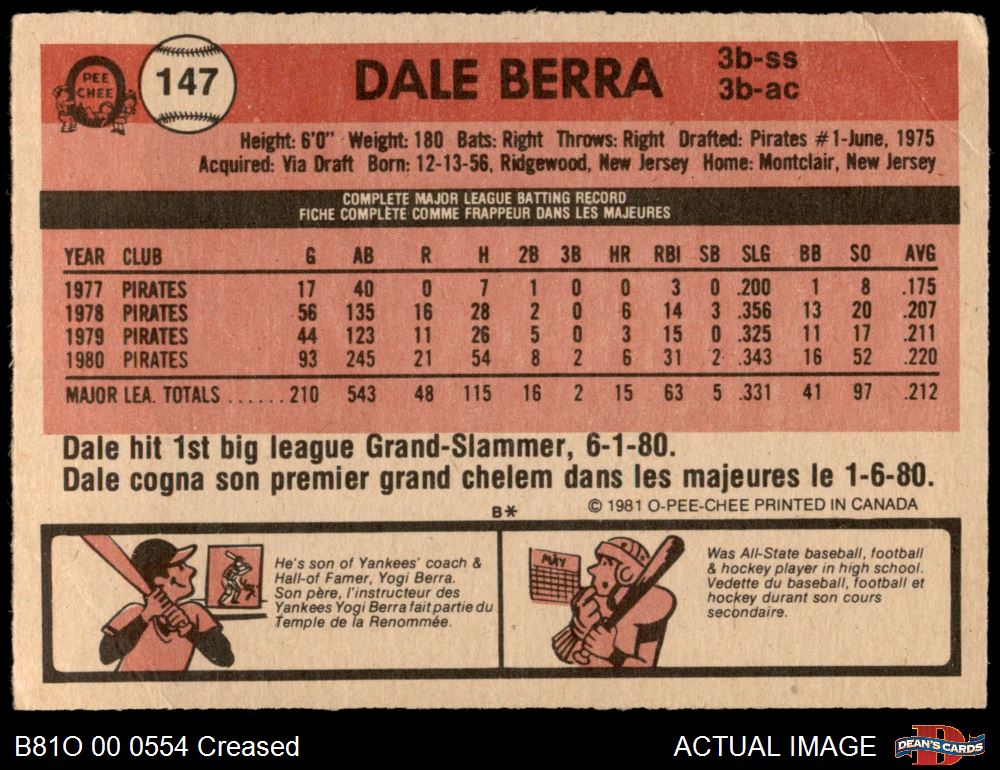 PEE
CHEE
147
DALE BERRA
3b-ss
3b-ac
Height: 6'0" Weight: 180 Bats: Right Throws: Right Drafted: Pirates #1-June, 1975
Acquired: Via Draft Born: 12-13-56, Ridgewood, New Jersey Home: Montclair, New Jersey
COMPLETE MAJOR LEAGUE BATTING RECORD
FICHE COMPLÈTE COMME FRAPPEUR DANS LES MAJEURES
YEAR CLUB G AB R H 2B 3B HR RBI SB SLG BB SO AVG
1977 PIRATES 17 40 0 7 1 0 0 3 0 .200 1 8 .175
1978 PIRATES 56 135 16 28 2 0 6 14 3 .356 13 20 .207
1979 PIRATES 44 123 11 26 5 0 3 15 0 .325 11 17 .211
1980 PIRATES 93 245 21 54 8 2 6 31 2 .343 16 52 .220
MAJOR LEA. TOTALS ......210 543 48 115 16 2 15 63 5 .331 41 97 .212
Dale hit 1st big league Grand-Slammer, 6-1-80.
Dale cogna son premier grand chelem dans les majeures le 1-6-80.
B* © 1981 O-PEE-CHEE PRINTED IN CANADA
He's son of Yankees' coach &
Hall-of Famer, Yogi Berra.
Son père, l'instructeur des
Yankees Yogi Berra fait partie du
Temple de la Renommée.
MAY
Was All-State baseball, football
& hockey player in high school.
Vedette du baseball, football et
hockey durant son cours
secondaire.
B81O 00 0554 Creased
ACTUAL IMAGE
DEAN'S CARDS